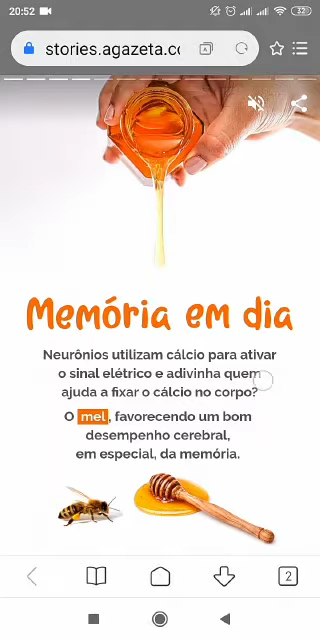 20:52
32
stories.agazeta.co
A
Memória em dia
Neurônios utilizam cálcio para ativar
o sinal elétrico e adivinha quem
ajuda a fixar o cálcio no corpo?
O mel, favorecendo um bom
desempenho cerebral,
em especial, da memória.
2